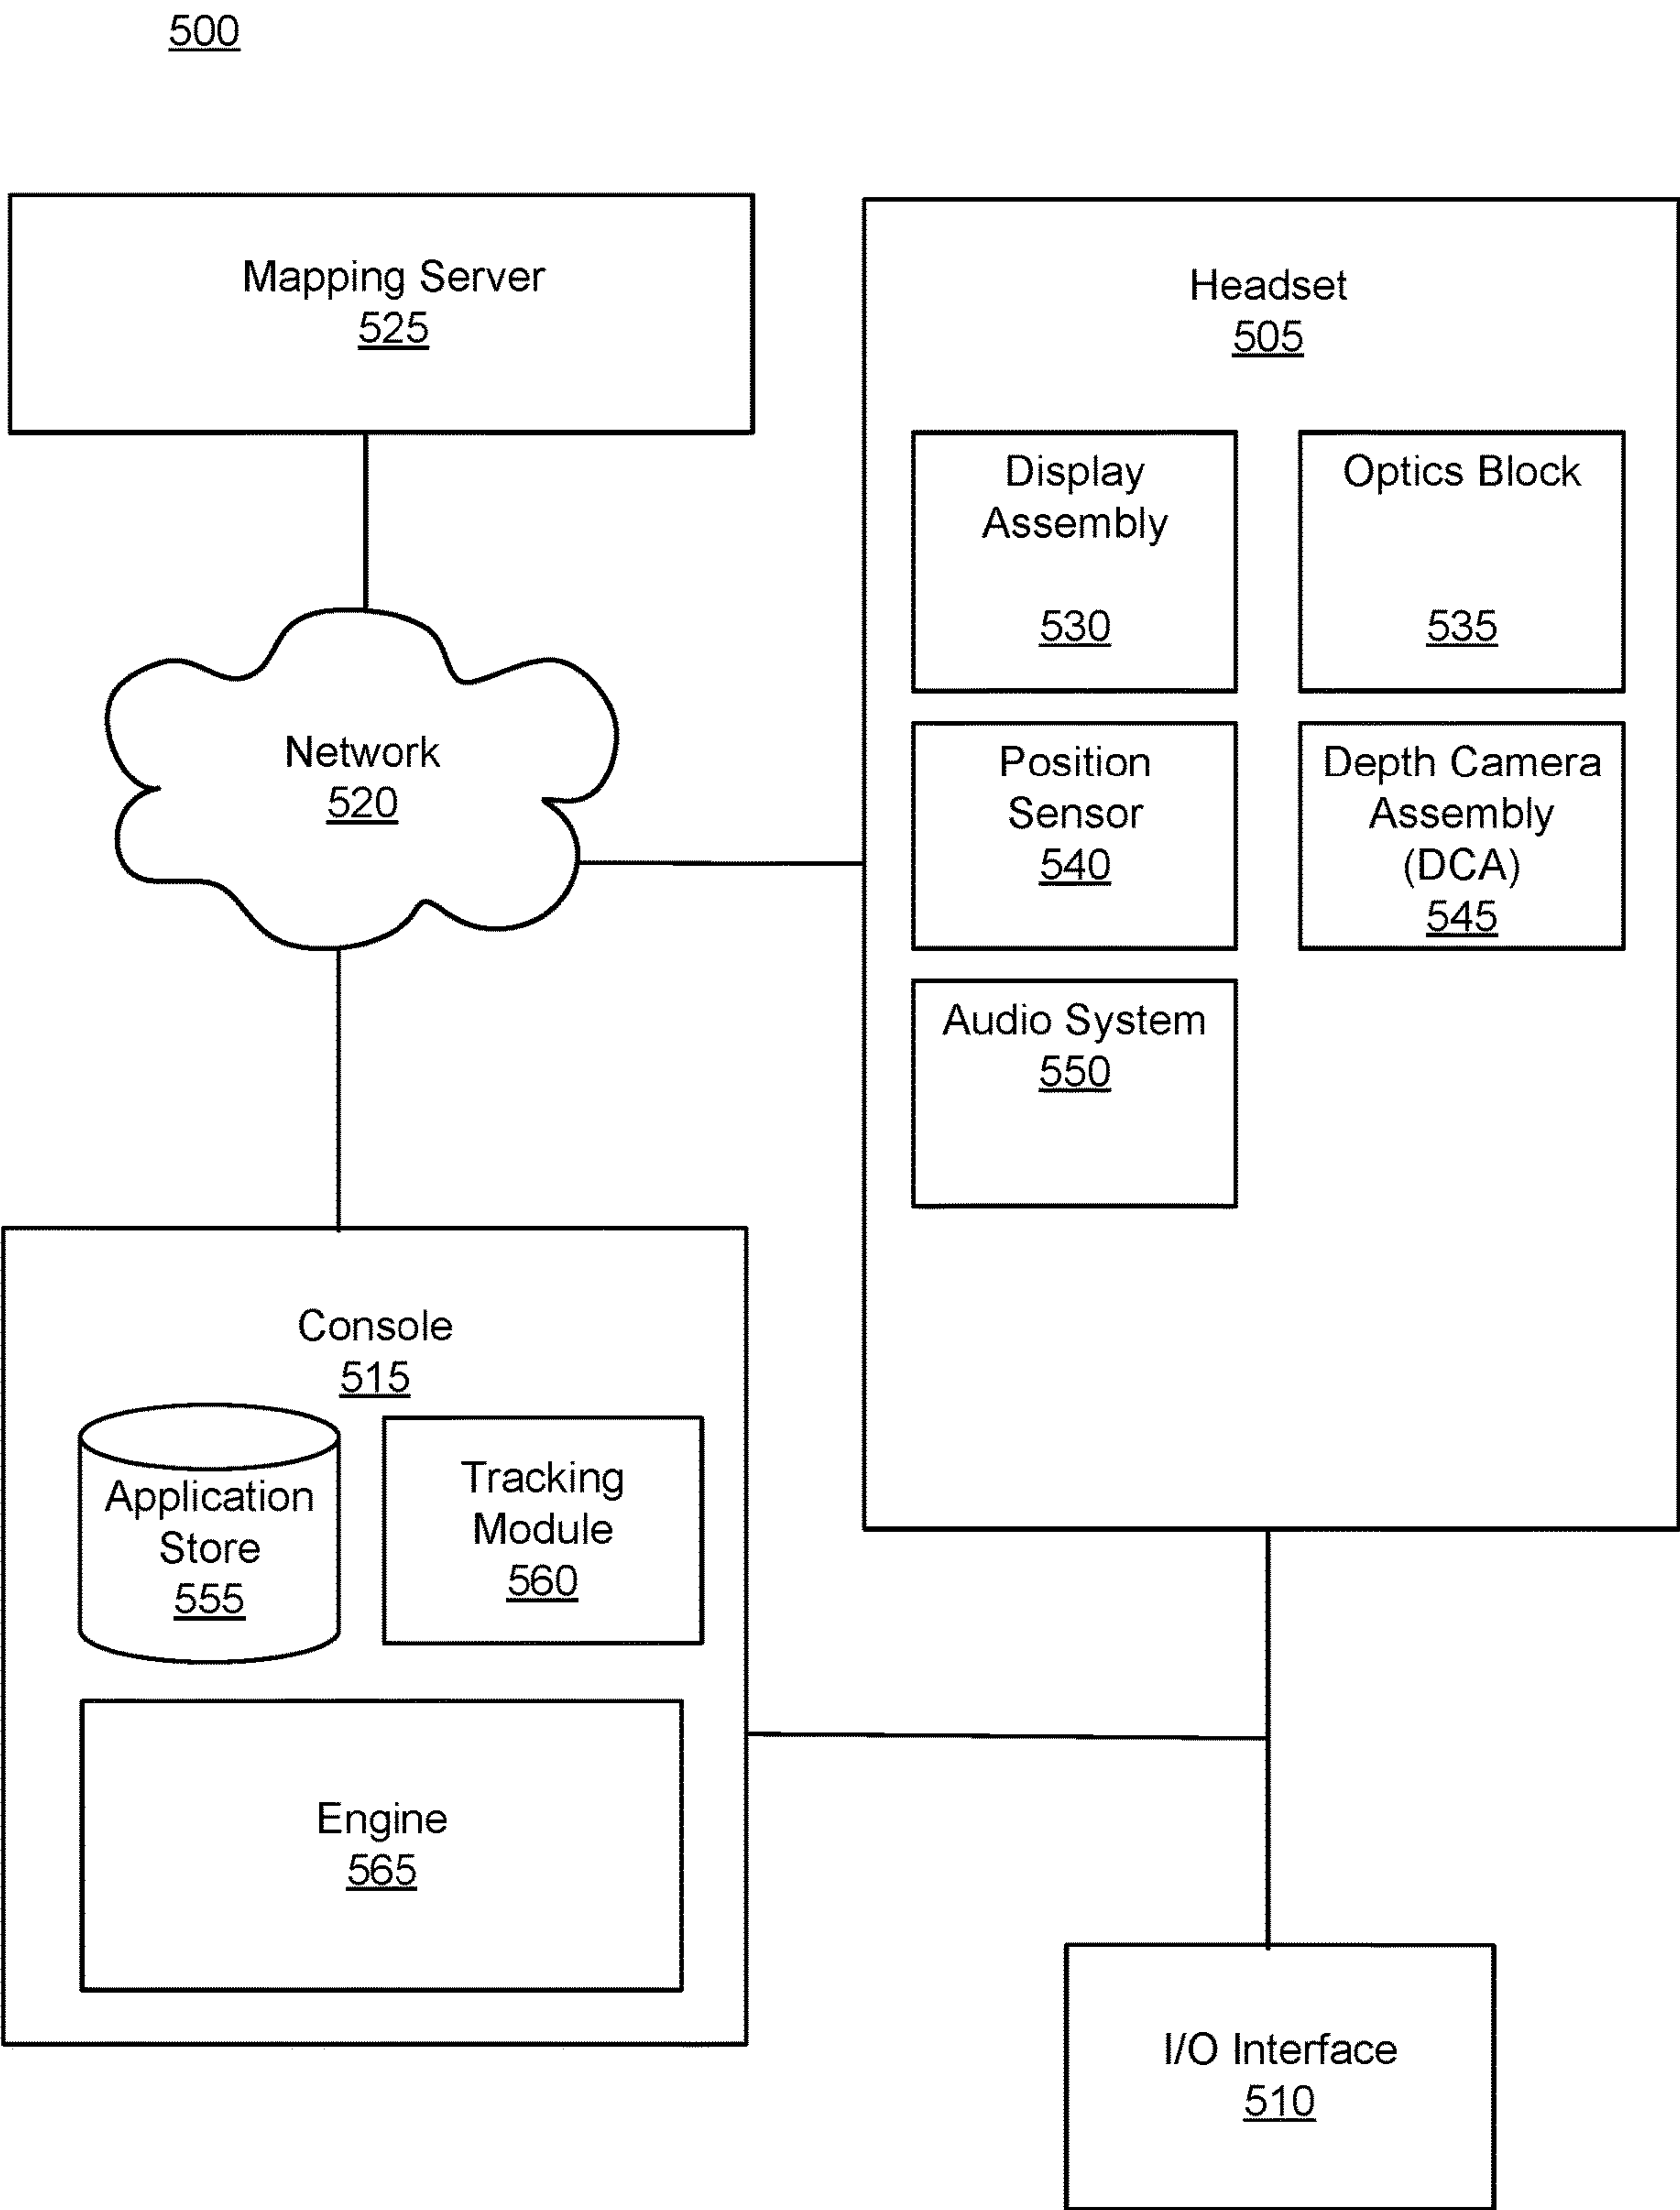 500
Mapping Server
525
Headset
505
Display
Assembly
530
Optics Block
535
Network
520
Position
Sensor
540
Depth Camera
Assembly
(DCA)
545
Audio System
550
Console
515
Application
Store
555
Tracking
Module
560
Engine
565
I/O Interface
510